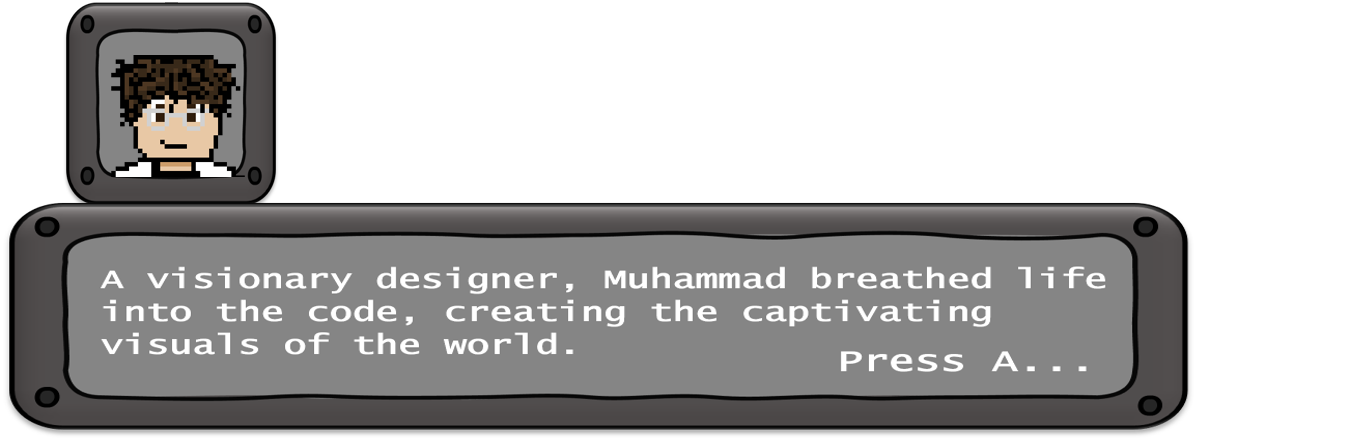 A visionary designer, Muhammad breathed life
into the code, creating the captivating
visuals of the world.
Press A...